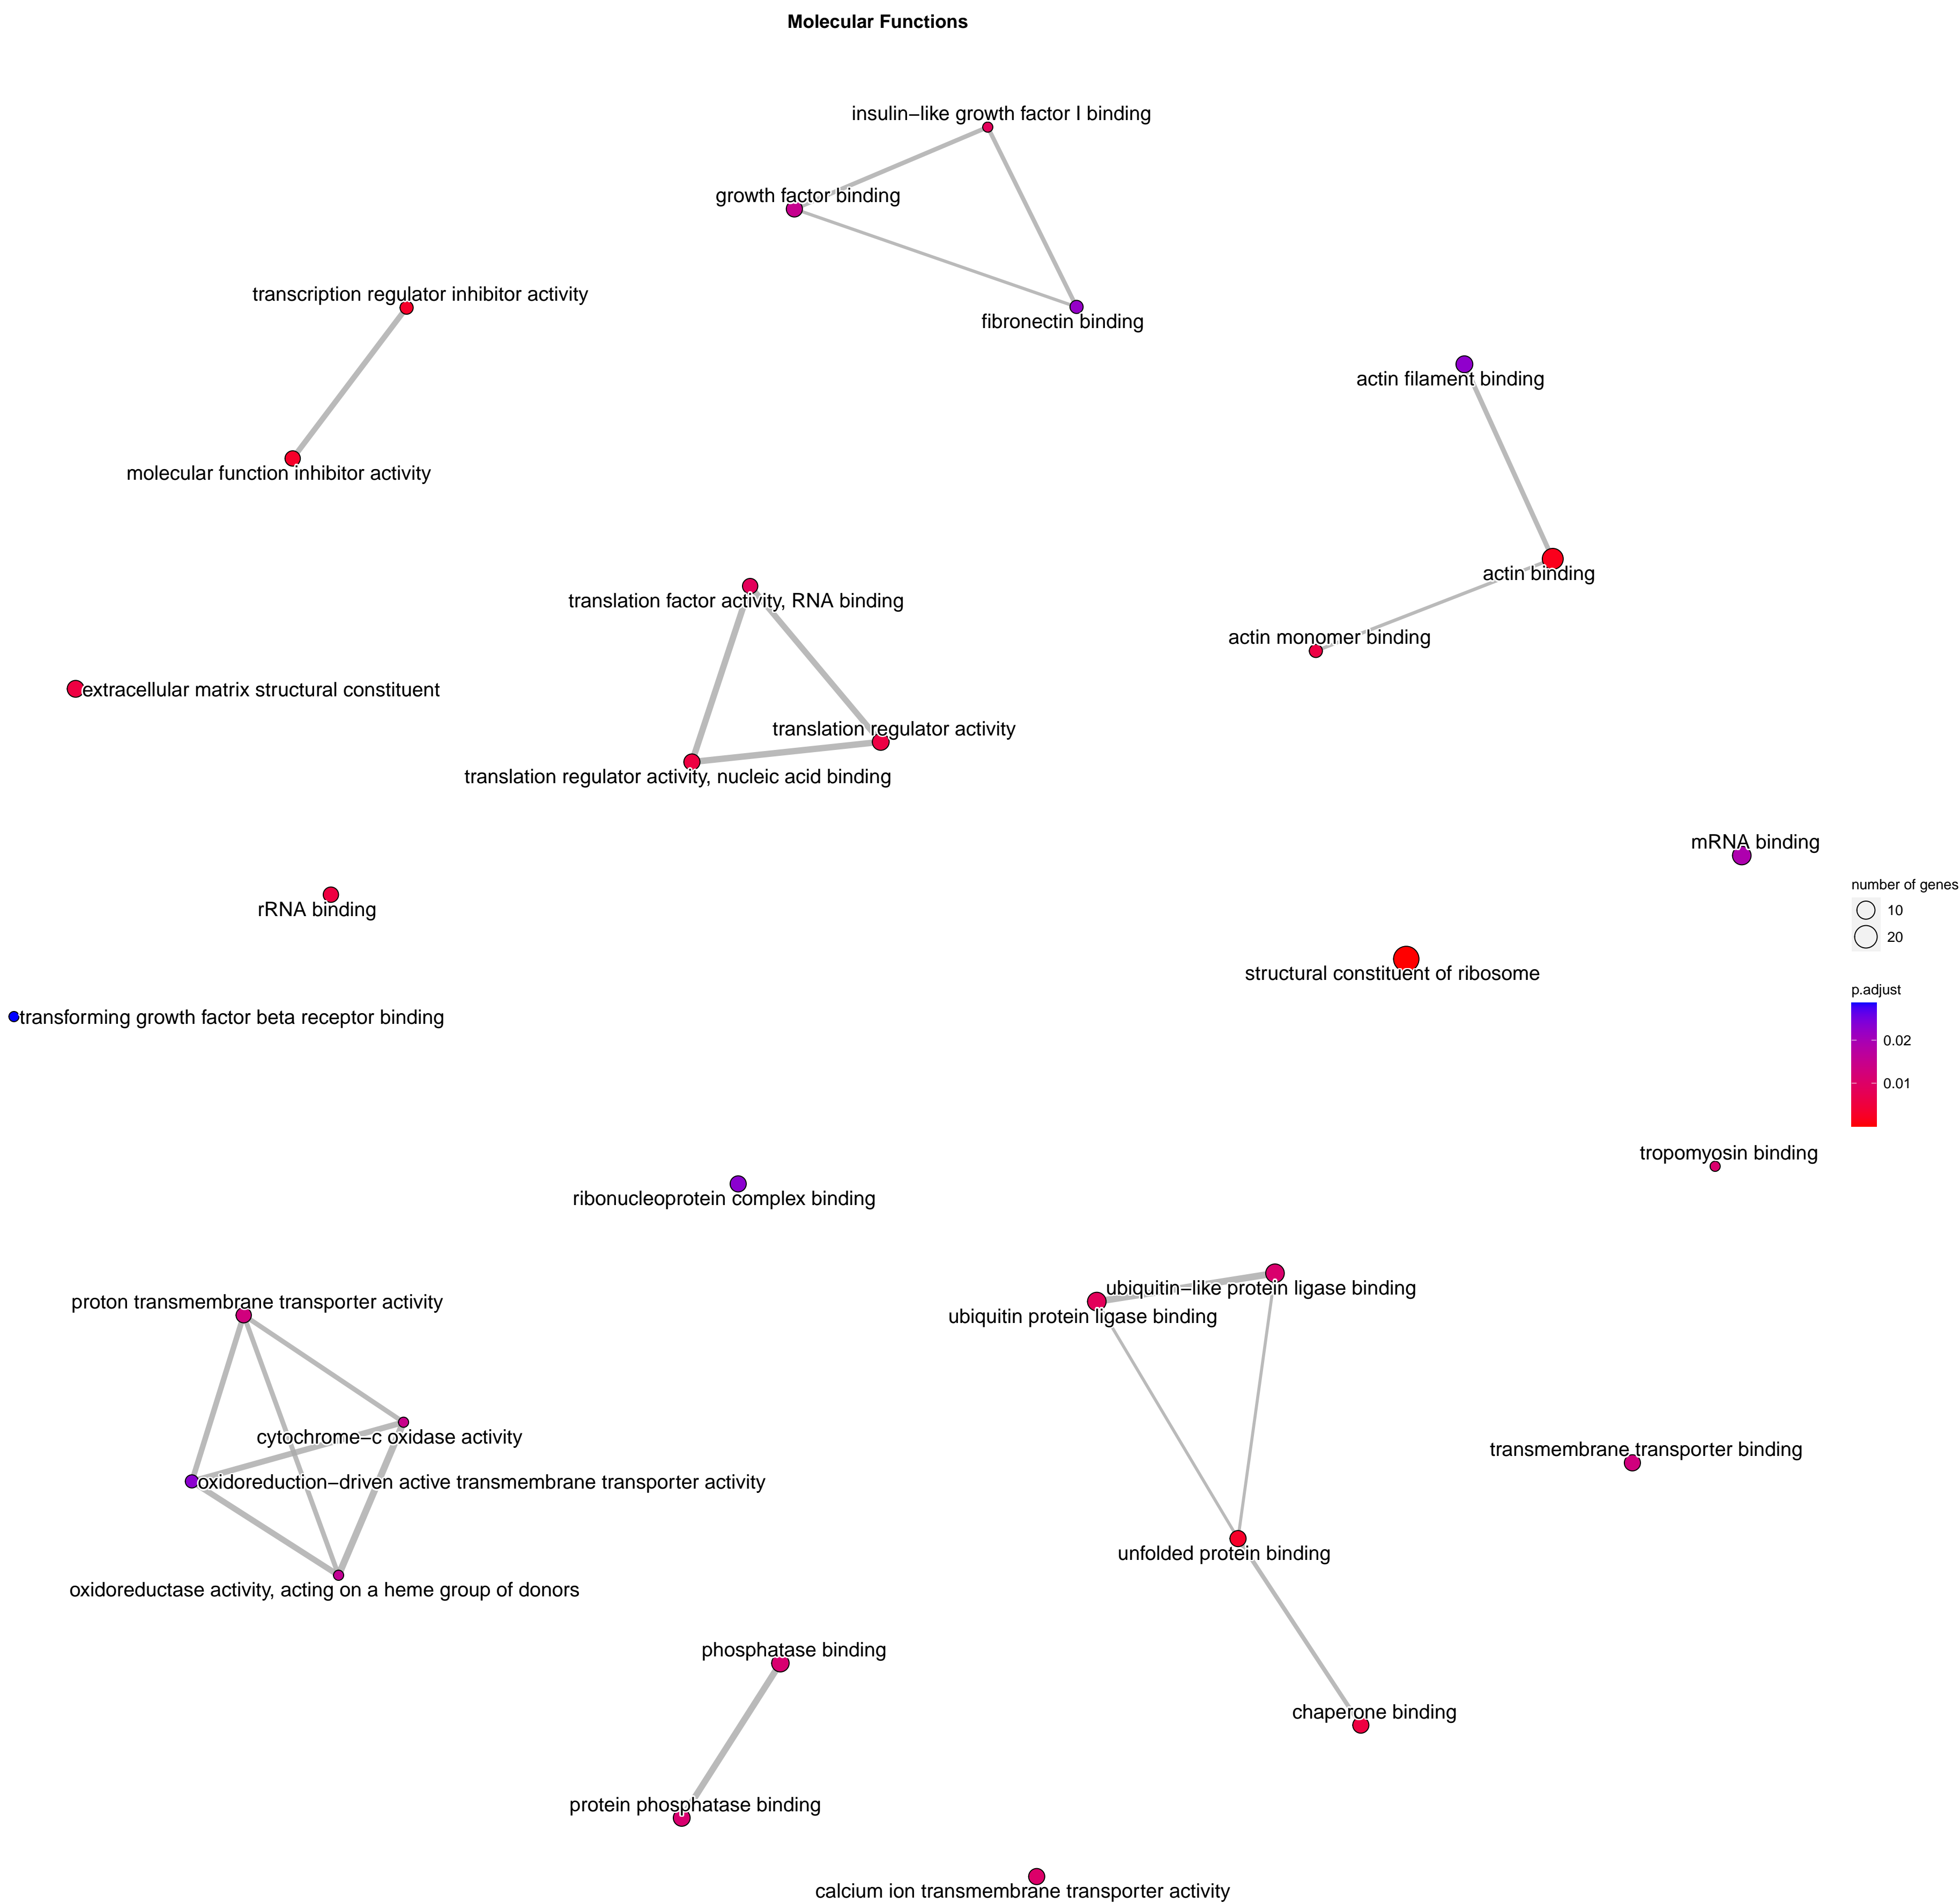 Molecular Functions
insulin−like growth factor I binding
growth factor binding
transcription regulator inhibitor activity
fibronectin binding
actin filament binding
molecular function inhibitor activity
actin binding
translation factor activity, RNA binding
actin monomer binding
extracellular matrix structural constituent
translation regulator activity
translation regulator activity, nucleic acid binding
mRNA binding
number of genes
10
20
rRNA binding
structural constituent of ribosome
p.adjust
0.02
0.01
transforming growth factor beta receptor binding
tropomyosin binding
ribonucleoprotein complex binding
ubiquitin−like protein ligase binding
proton transmembrane transporter activity
ubiquitin protein ligase binding
cytochrome−c oxidase activity
transmembrane transporter binding
oxidoreduction−driven active transmembrane transporter activity
unfolded protein binding
oxidoreductase activity, acting on a heme group of donors
phosphatase binding
chaperone binding
protein phosphatase binding
calcium ion transmembrane transporter activity